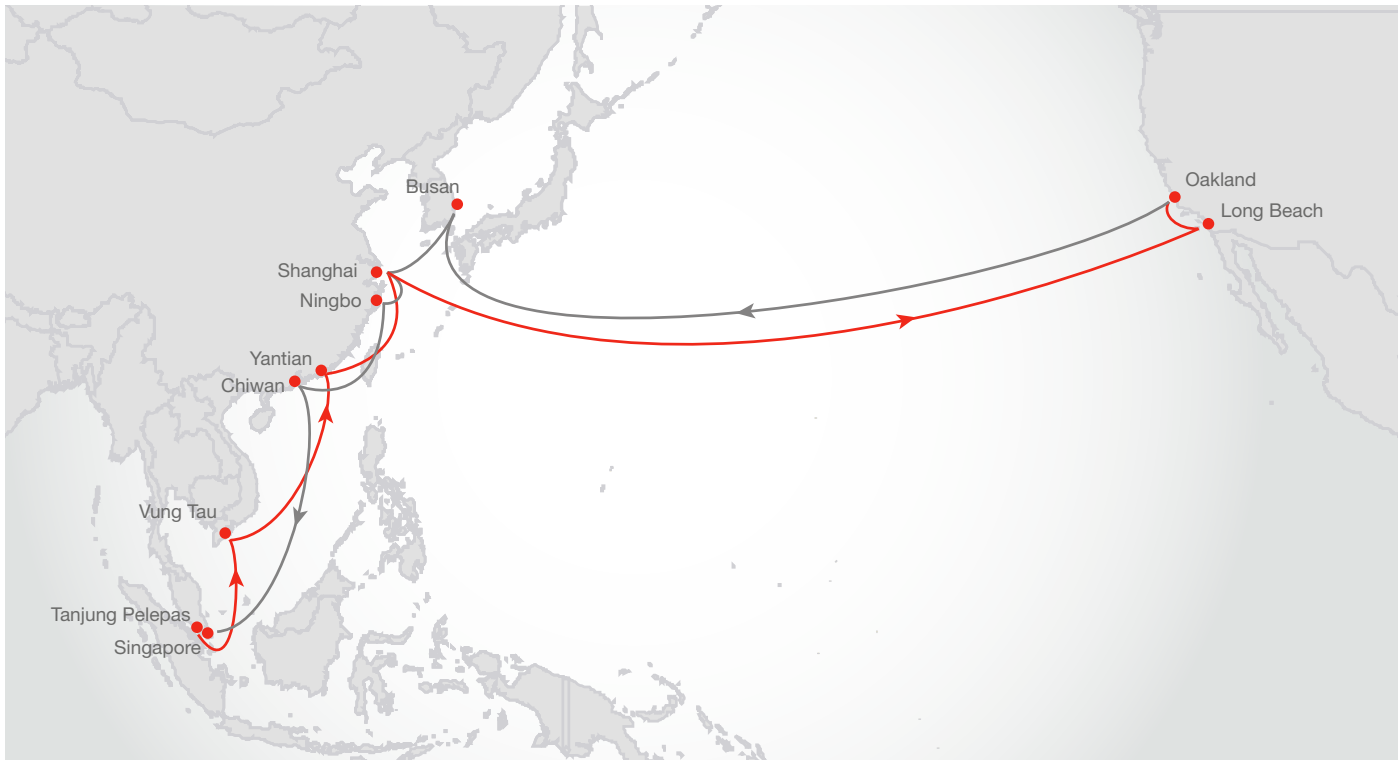 Busan
Oakland
Long Beach
Shanghai
Ningbo
Yantian
Chiwan
Vung Tau
Tanjung Pelepas
Singapore